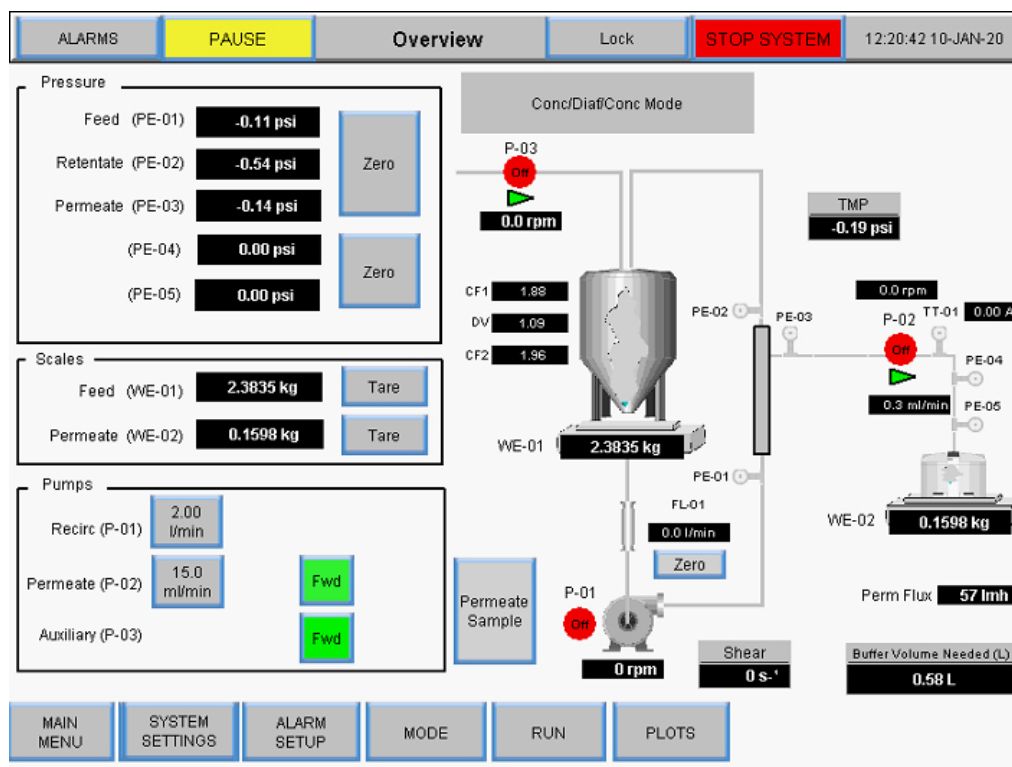 ALARMS
PAUSE
Overview
Lock
STOP SYSTEM
12:20:42 10-JAN-20
Pressure
Feed (PE-01) -0.11 psi
Retentate (PE-02) -0.54 psi
Permeate (PE-03) -0.14 psi
Zero
(PE-04) 0.00 psi
(PE-05) 0.00 psi
Zero
Scales
Feed (WE-01) 2.3835 kg Tare
Permeate (WE-02) 0.1598 kg Tare
Pumps
Recirc (P-01) 2.00
l/min
Permeate (P-02) 15.0
ml/min
Fwd
Auxiliary (P-03) Fwd
Conc/Diaf/Conc Mode
P-03
Off
0.0 rpm
TMP
-0.19 psi
CF1 1.88
DV 1.09
CF2 1.96
PE-02
PE-03
0.0 rpm
P-02
Off
0.3 ml/min
TT-01 0.00 A
PE-04
PE-05
WE-01 2.3835 kg
PE-01
FL-01
0.0 l/min
Zero
WE-02 0.1598 kg
Permeate
Sample
P-01
Off
0 rpm
Perm Flux 57 lmh
Shear
0 s-¹
Buffer Volume Needed (L)
0.58 L
MAIN
MENU
SYSTEM
SETTINGS
ALARM
SETUP
MODE
RUN
PLOTS